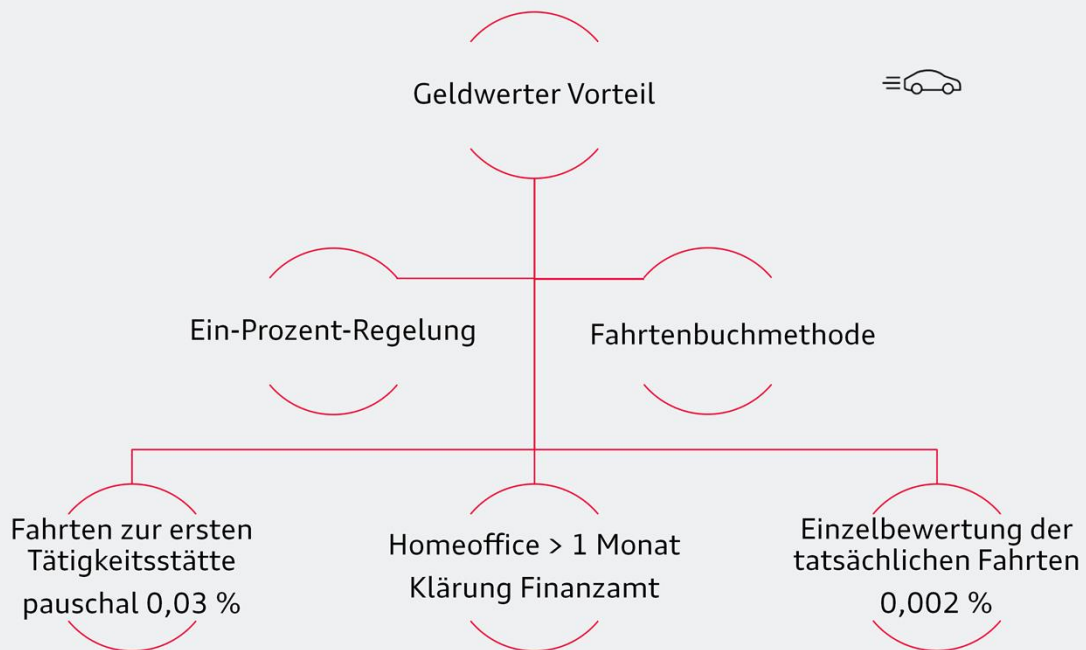 Geldwerter Vorteil
Ein-Prozent-Regelung
Fahrtenbuchmethode
Fahrten zur ersten
Tätigkeitsstätte
pauschal 0,03 %
Homeoffice > 1 Monat
Klärung Finanzamt
Einzelbewertung der
tatsächlichen Fahrten
0,002 %